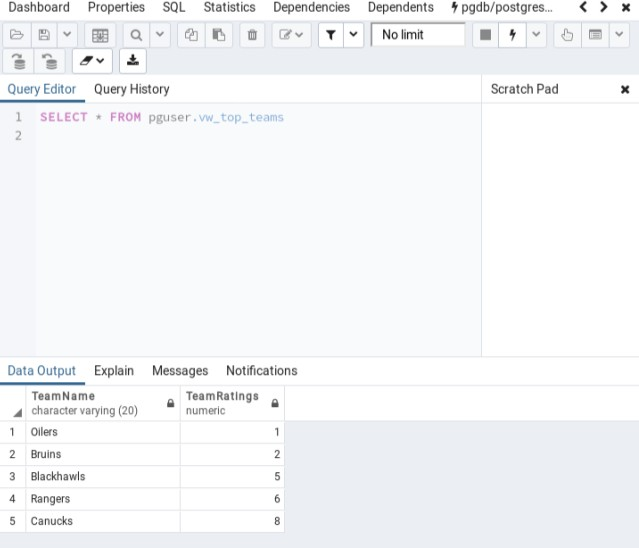 Dashboard Properties SQL Statistics Dependencies Dependents pgdb/postgres...
No limit
Query Editor Query History Scratch Pad
1 SELECT * FROM pguser.vw_top_teams
2
Data Output Explain Messages Notifications
TeamName TeamRatings
character varying (20) numeric
1 Oilers 1
2 Bruins 2
3 Blackhawls 5
4 Rangers 6
5 Canucks 8